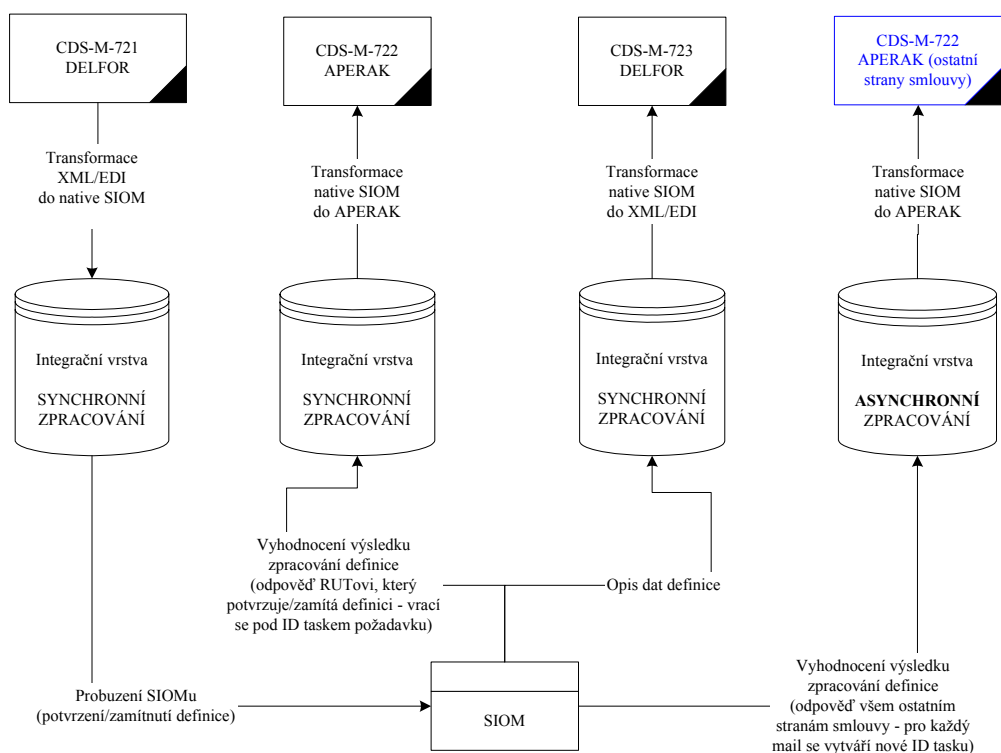 CDS-M-721
DELFOR
CDS-M-722
APERAK
CDS-M-723
DELFOR
CDS-M-722
APERAK (ostatní
strany smlouvy)
Transformace
XML/EDI
do native SIOM
Transformace
native SIOM
do APERAK
Transformace
native SIOM
do XML/EDI
Transformace
native SIOM
do APERAK
Integrační vrstva
SYNCHRONNÍ
ZPRACOVÁNÍ
Integrační vrstva
SYNCHRONNÍ
ZPRACOVÁNÍ
Integrační vrstva
SYNCHRONNÍ
ZPRACOVÁNÍ
Integrační vrstva
ASYNCHRONNÍ
ZPRACOVÁNÍ
Vyhodnocení výsledku
zpracování definice
(odpověď RUTovi, který
potvrzuje/zamítá definici - vrací
se pod ID taskem požadavku)
Opis dat definice
Probuzení SIOMu
(potvrzení/zamítnutí definice)
SIOM
Vyhodnocení výsledku
zpracování definice
(odpověď všem ostatním
stranám smlouvy - pro každý
mail se vytváří nové ID tasku)